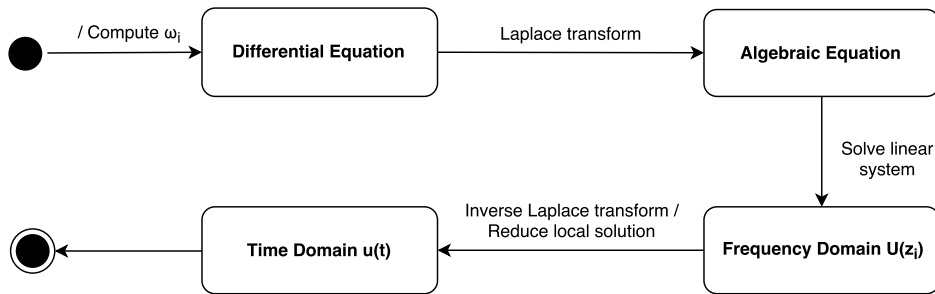 / Compute ωi
Differential Equation
Laplace transform
Algebraic Equation
Solve linear
system
Frequency Domain U(zi)
Inverse Laplace transform /
Reduce local solution
Time Domain u(t)